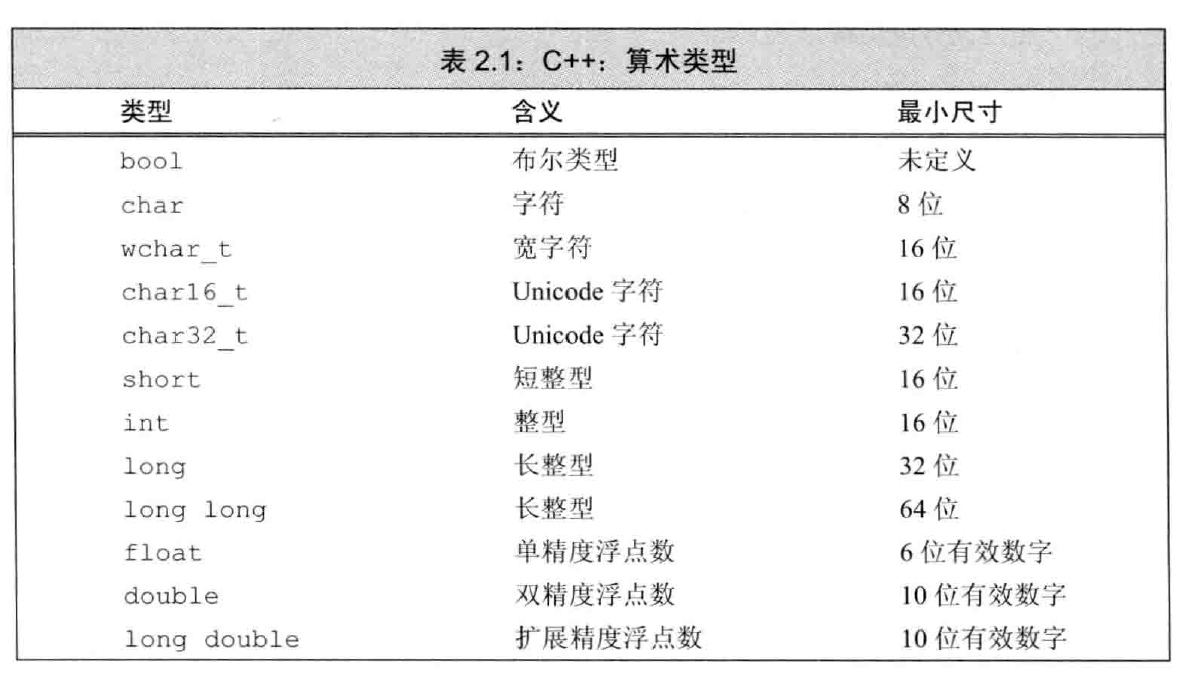 表 2.1：C++：算术类型
类型 含义 最小尺寸
bool 布尔类型 未定义
char 字符 8 位
wchar_t 宽字符 16 位
char16_t Unicode 字符 16 位
char32_t Unicode 字符 32 位
short 短整型 16 位
int 整型 16 位
long 长整型 32 位
long long 长整型 64 位
float 单精度浮点数 6 位有效数字
double 双精度浮点数 10 位有效数字
long double 扩展精度浮点数 10 位有效数字